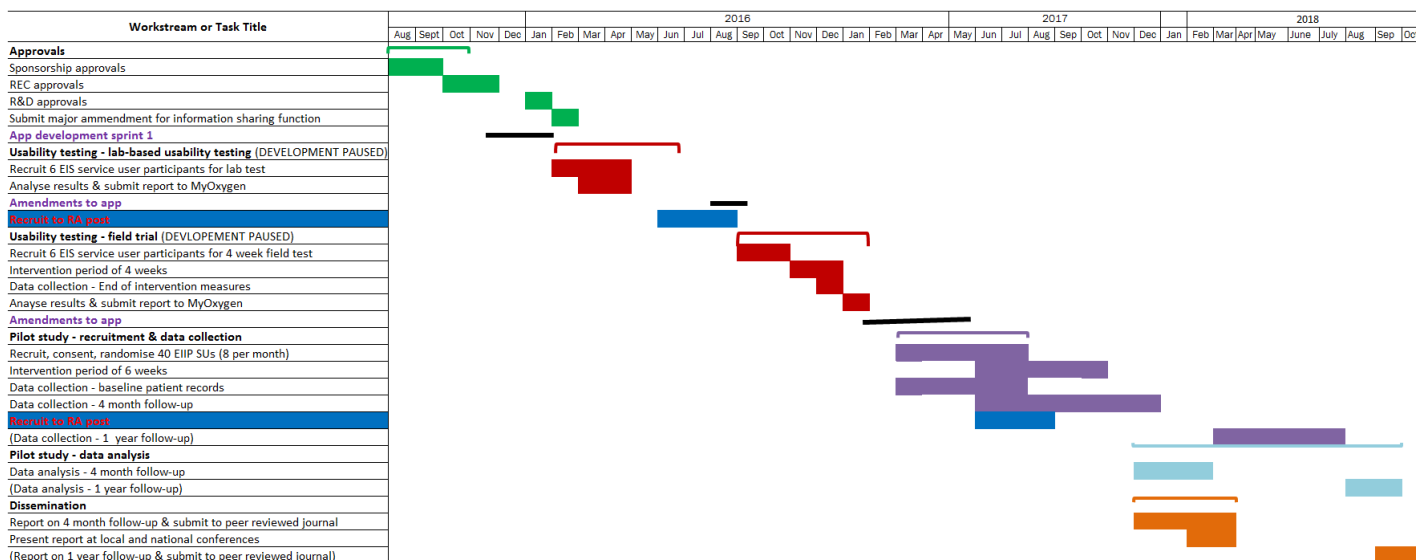 Workstream or Task Title
2016 2017 2018
Aug Sept Oct Nov Dec Jan Feb Mar Apr May Jun Jul Aug Sep Oct Nov Dec Jan Feb Mar Apr May Jun Jul Aug Sep Oct Nov Dec Jan Feb Mar Apr May June July Aug Sep Oct
Approvals
Sponsorship approvals
REC approvals
R&D approvals
Submit major ammendment for information sharing function
App development sprint 1
Usability testing - lab-based usability testing (DEVELOPMENT PAUSED)
Recruit 6 EIS service user participants for lab test
Analyse results & submit report to MyOxygen
Amendments to app
Recruit to RA post
Usability testing - field trial (DEVLOPEMENT PAUSED)
Recruit 6 EIS service user participants for 4 week field test
Intervention period of 4 weeks
Data collection - End of intervention measures
Anayse results & submit report to MyOxygen
Amendments to app
Pilot study - recruitment & data collection
Recruit, consent, randomise 40 EIIP SUs (8 per month)
Intervention period of 6 weeks
Data collection - baseline patient records
Data collection - 4 month follow-up
Recruit to RA post
(Data collection - 1 year follow-up)
Pilot study - data analysis
Data analysis - 4 month follow-up
(Data analysis - 1 year follow-up)
Dissemination
Report on 4 month follow-up & submit to peer reviewed journal
Present report at local and national conferences
(Report on 1 year follow-up & submit to peer reviewed journal)